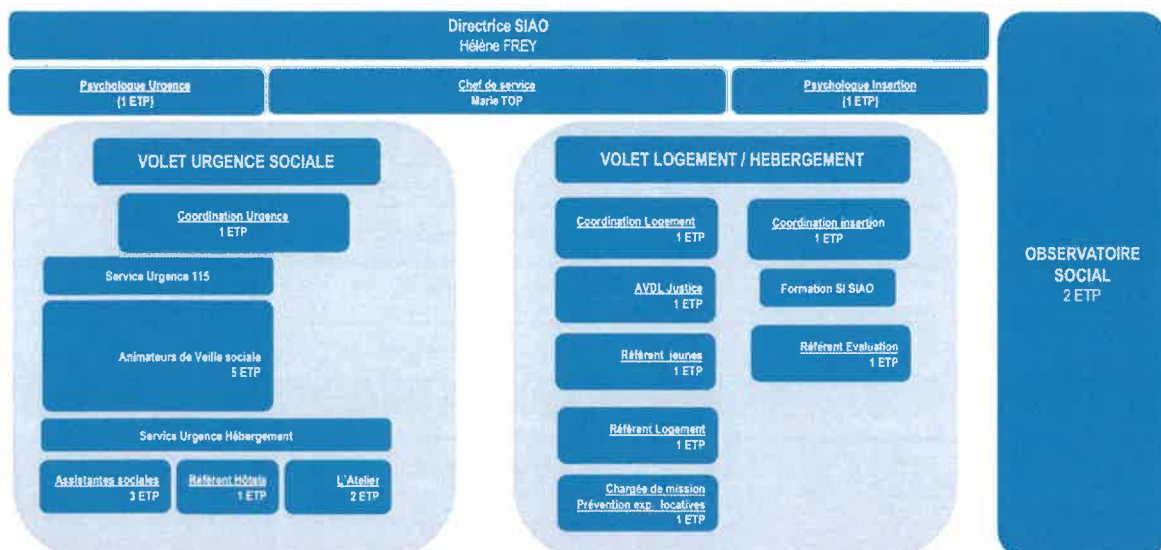 Directrice SIAO
Hélène FREY
Psychologue Urgence
(1 ETP)
Chef de service
Marie TOP
Psychologue Insertion
(1 ETP)
VOLET URGENCE SOCIALE
Coordination Urgence
1 ETP
Service Urgence 115
Animateurs de Veille sociale
5 ETP
Service Urgence Hébergement
Assistantes sociales
3 ETP
Référent Hôtels
1 ETP
L'Atelier
2 ETP
VOLET LOGEMENT / HEBERGEMENT
Coordination Logement
1 ETP
AVDL Justice
1 ETP
Référent jeunes
1 ETP
Référent Logement
1 ETP
Chargée de mission
Prévention exp locatives
1 ETP
Coordination insertion
1 ETP
Formation SI SIAO
Référent Evaluation
1 ETP
OBSERVATOIRE
SOCIAL
2 ETP